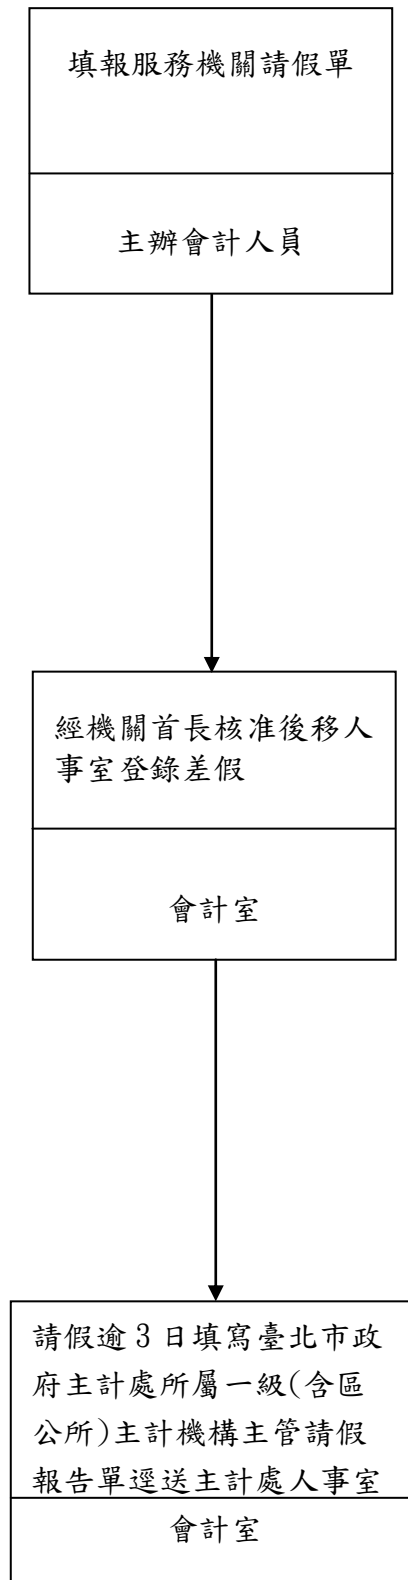 填報服務機關請假單
主辦會計人員
經機關首長核准後移人
事室登錄差假
會計室
請假逾3日填寫臺北市政
府主計處所屬一級(含區
公所)主計機構主管請假
報告單逕送主計處人事室
會計室